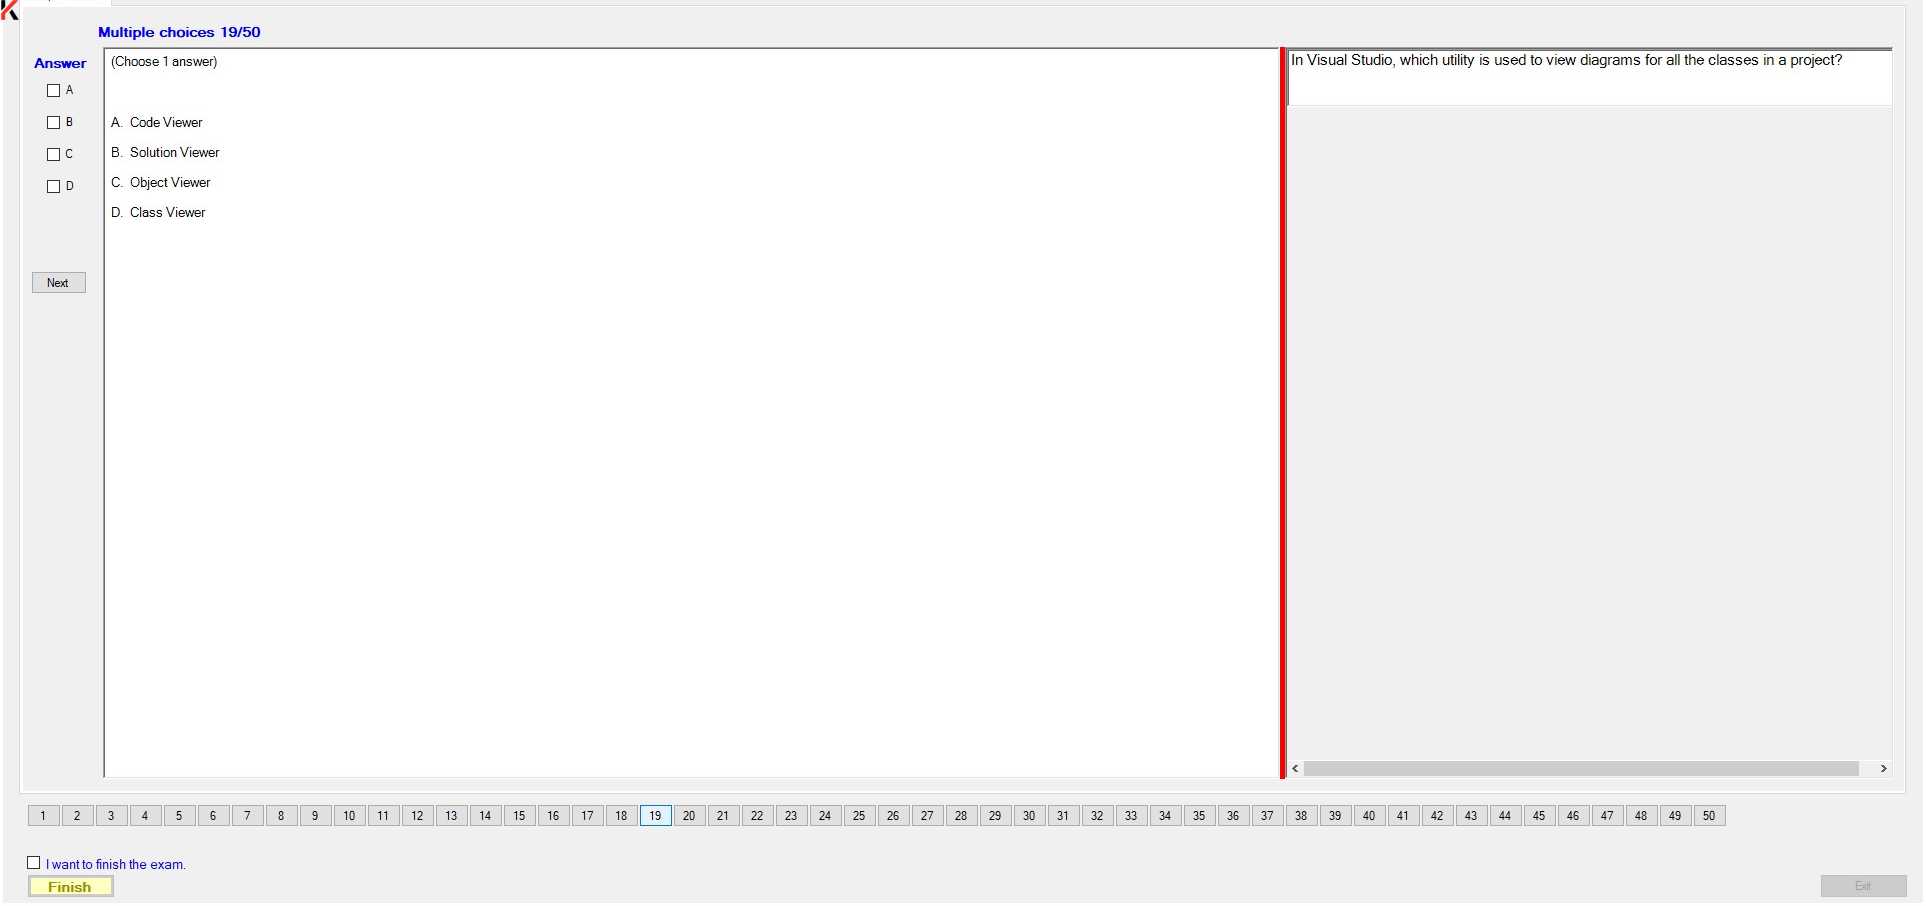 Multiple choices 19/50
Answer
A
B
C
D
Next
(Choose 1 answer)
A. Code Viewer
B. Solution Viewer
C. Object Viewer
D. Class Viewer
In Visual Studio, which utility is used to view diagrams for all the classes in a project?
1 2 3 4 5 6 7 8 9 10 11 12 13 14 15 16 17 18 19 20 21 22 23 24 25 26 27 28 29 30 31 32 33 34 35 36 37 38 39 40 41 42 43 44 45 46 47 48 49 50
I want to finish the exam.
Finish
Exit